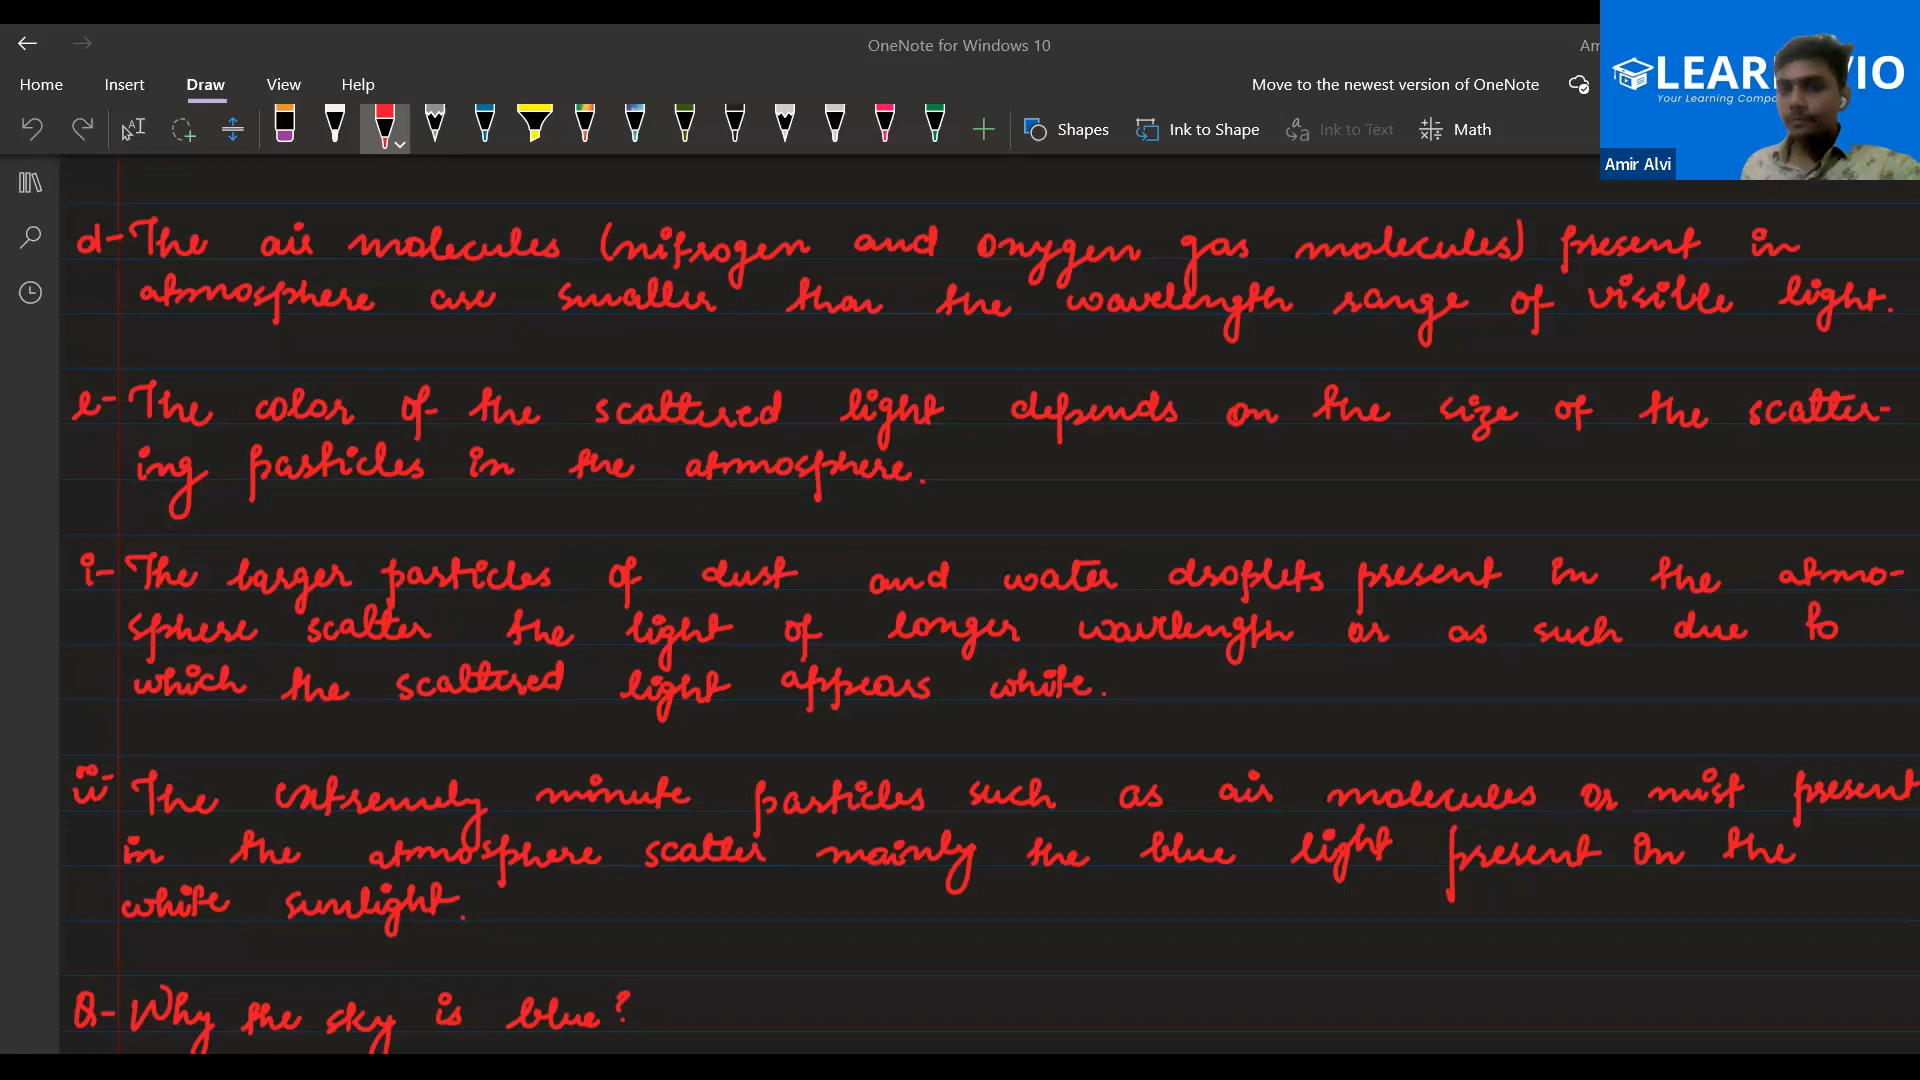 OneNote for Windows 10
Am
LEAR VIO
Your Learning Compa
Home Insert Draw View Help
Move to the newest version of OneNote
Shapes Ink to Shape Ink to Text Math
Amir Alvi
d- The air molecules (nitrogen and oxygen gas molecules) present in
atmosphere are smaller than the wavelength range of visible light.
e- The color of the scattered light depends on the size of the scatter-
ing particles in the atmosphere.
i- The larger particles of dust and water droplets present in the atmo-
sphere scatter the light of longer wavelength or as such due to
which the scattered light appears white.
ii- The extremely minute particles such as air molecules or mist present
in the atmosphere scatter mainly the blue light present in the
white sunlight.
Q- Why the sky is blue?